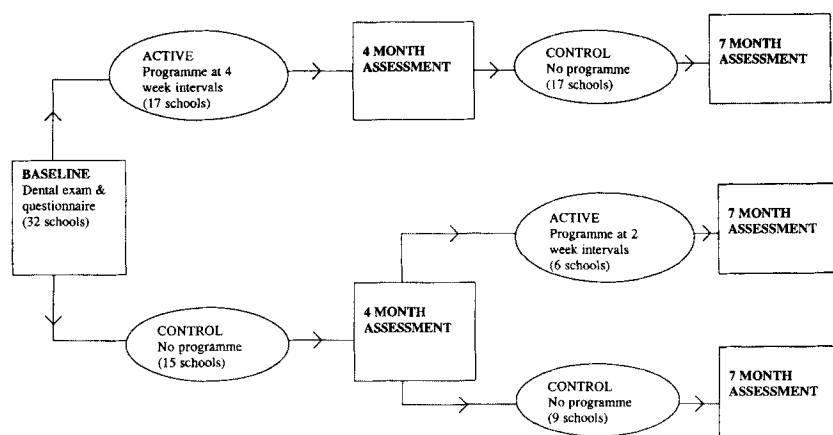 ACTIVE
Programme at 4
week intervals
(17 schools)
4 MONTH
ASSESSMENT
CONTROL
No programme
(17 schools)
7 MONTH
ASSESSMENT
BASELINE
Dental exam &
questionnaire
(32 schools)
ACTIVE
Programme at 2
week intervals
(6 schools)
7 MONTH
ASSESSMENT
CONTROL
No programme
(15 schools)
4 MONTH
ASSESSMENT
CONTROL
No programme
(9 schools)
7 MONTH
ASSESSMENT